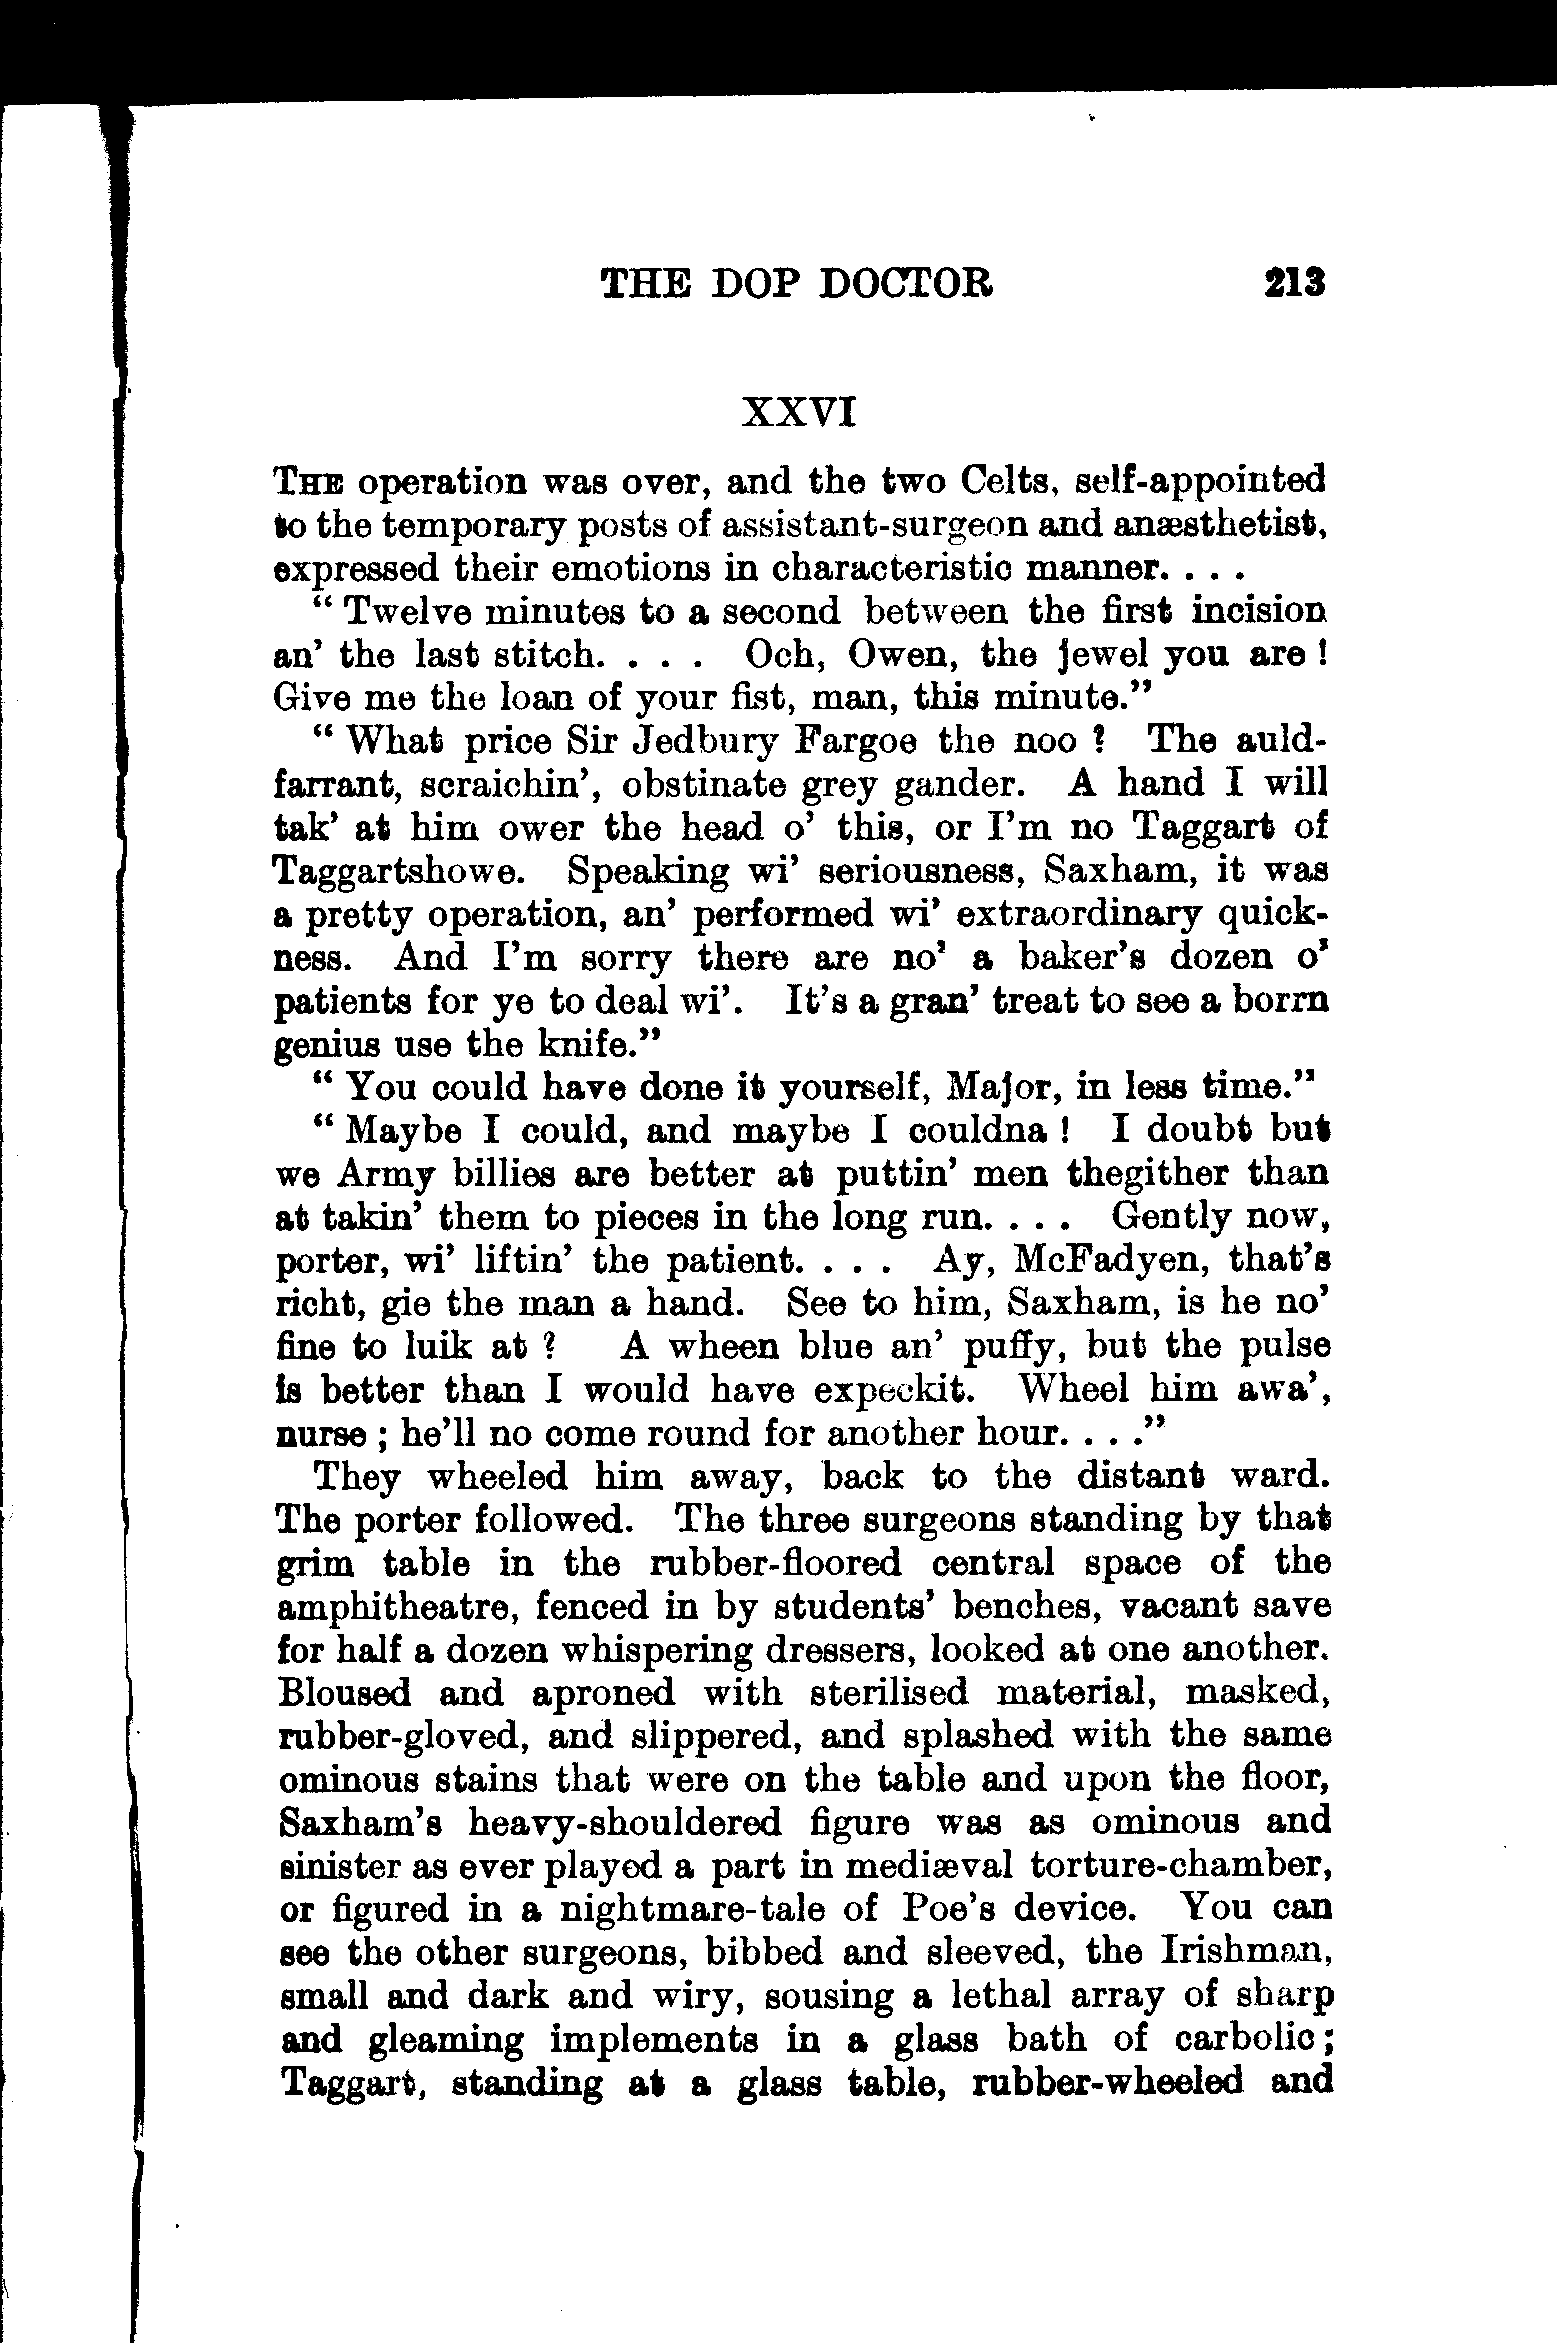 THE DOP DOCTOR 213
XXVI
THE operation was over, and the two Celts, self-appointed
to the temporary posts of assistant-surgeon and anæsthetist,
expressed their emotions in characteristic manner. . . .
“ Twelve minutes to a second between the first incision
an’ the last stitch. . . . Och, Owen, the jewel you are !
Give me the loan of your fist, man, this minute.”
“ What price Sir Jedbury Fargoe the noo ? The auld-
farrant, scraichin’, obstinate grey gander. A hand I will
tak’ at him ower the head o’ this, or I’m no Taggart of
Taggartshowe. Speaking wi’ seriousness, Saxham, it was
a pretty operation, an’ performed wi’ extraordinary quick-
ness. And I’m sorry there are no’ a baker’s dozen o’
patients for ye to deal wi’. It’s a gran’ treat to see a borrn
genius use the knife.”
“ You could have done it yourself, Major, in less time.”
“ Maybe I could, and maybe I couldna ! I doubt but
we Army billies are better at puttin’ men thegither than
at takin’ them to pieces in the long run. . . . Gently now,
porter, wi’ liftin’ the patient. . . . Ay, McFadyen, that’s
richt, gie the man a hand. See to him, Saxham, is he no’
fine to luik at ? A wheen blue an’ puffy, but the pulse
is better than I would have expeckit. Wheel him awa’,
nurse ; he’ll no come round for another hour. . . .”
They wheeled him away, back to the distant ward.
The porter followed. The three surgeons standing by that
grim table in the rubber-floored central space of the
amphitheatre, fenced in by students’ benches, vacant save
for half a dozen whispering dressers, looked at one another.
Bloused and aproned with sterilised material, masked,
rubber-gloved, and slippered, and splashed with the same
ominous stains that were on the table and upon the floor,
Saxham’s heavy-shouldered figure was as ominous and
sinister as ever played a part in mediæval torture-chamber,
or figured in a nightmare-tale of Poe’s device. You can
see the other surgeons, bibbed and sleeved, the Irishman,
small and dark and wiry, sousing a lethal array of sharp
and gleaming implements in a glass bath of carbolic ;
Taggart, standing at a glass table, rubber-wheeled and